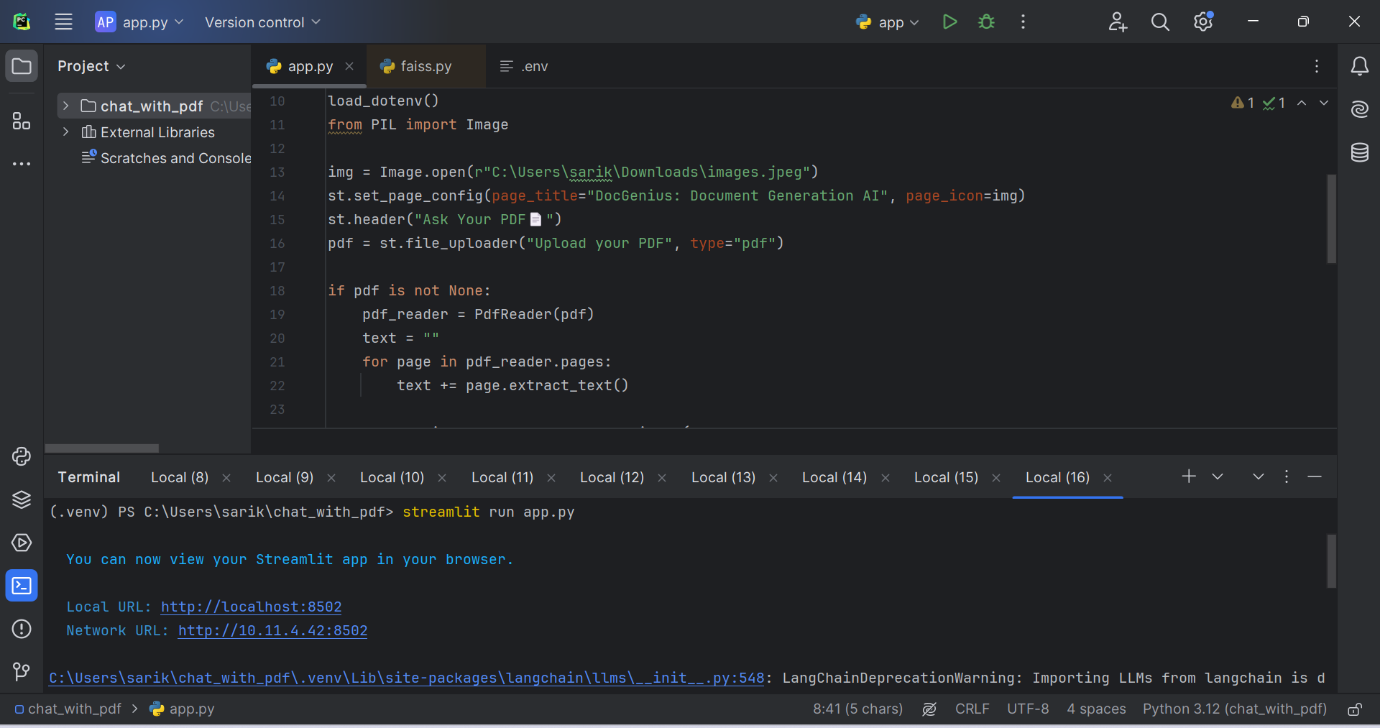 AP app.py Version control app
Project
app.py faiss.py .env
chat_with_pdf C:\Use
External Libraries
Scratches and Console
10 load_dotenv()
11 from PIL import Image
12
13 img = Image.open(r"C:\Users\sarik\Downloads\images.jpeg")
14 st.set_page_config(page_title="DocGenius: Document Generation AI", page_icon=img)
15 st.header("Ask Your PDF📄")
16 pdf = st.file_uploader("Upload your PDF", type="pdf")
17
18 if pdf is not None:
19 pdf_reader = PdfReader(pdf)
20 text = ""
21 for page in pdf_reader.pages:
22 text += page.extract_text()
23
1 1
Terminal Local (8) Local (9) Local (10) Local (11) Local (12) Local (13) Local (14) Local (15) Local (16)
(.venv) PS C:\Users\sarik\chat_with_pdf> streamlit run app.py
You can now view your Streamlit app in your browser.
Local URL: http://localhost:8502
Network URL: http://10.11.4.42:8502
C:\Users\sarik\chat_with_pdf\.venv\Lib\site-packages\langchain\llms\__init__.py:548: LangChainDeprecationWarning: Importing LLMs from langchain is d
chat_with_pdf > app.py 8:41 (5 chars) CRLF UTF-8 4 spaces Python 3.12 (chat_with_pdf)